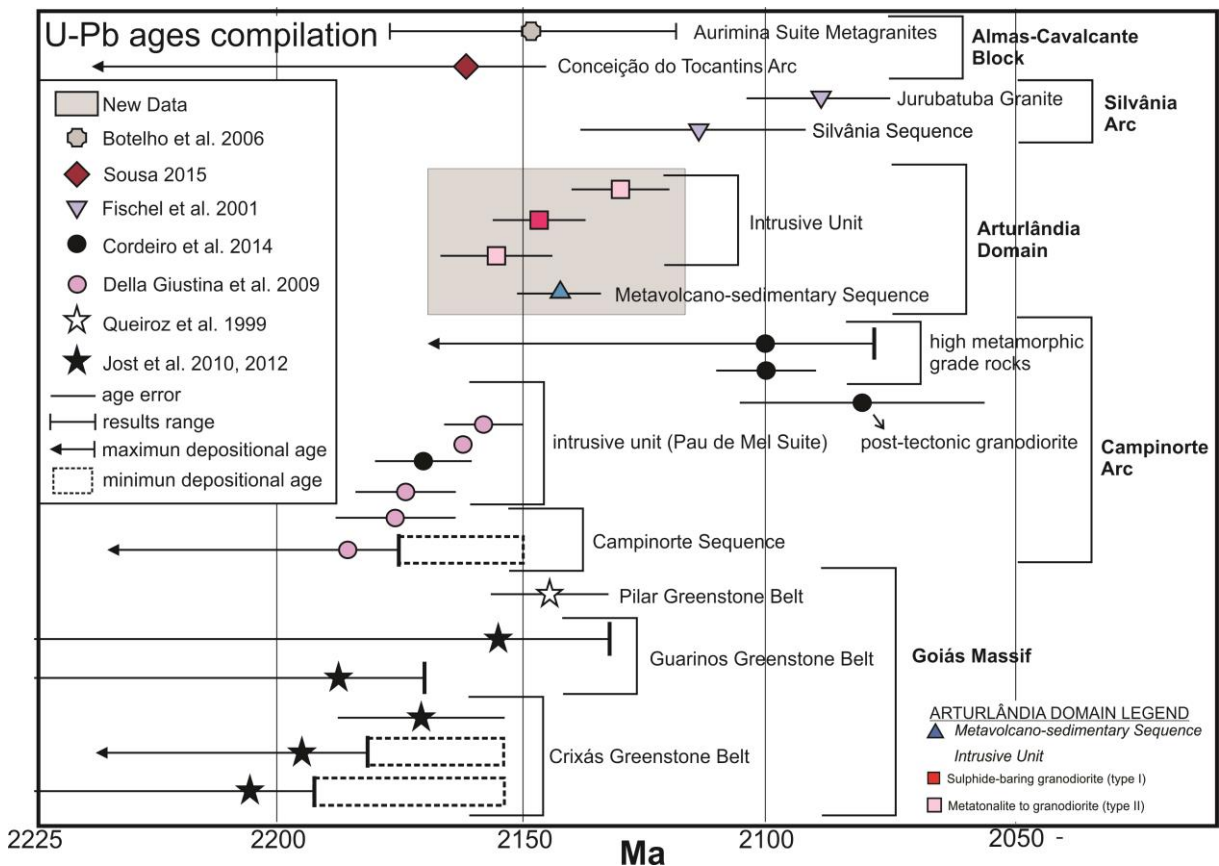 U-Pb ages compilation
New Data
Botelho et al. 2006
Sousa 2015
Fischel et al. 2001
Cordeiro et al. 2014
Della Giustina et al. 2009
Queiroz et al. 1999
Jost et al. 2010, 2012
age error
results range
maximun depositional age
minimun depositional age
Aurimina Suite Metagranites
Conceição do Tocantins Arc
Almas-Cavalcante
Block
Jurubatuba Granite
Silvânia Sequence
Silvânia
Arc
Intrusive Unit
Metavolcano-sedimentary Sequence
Arturlândia
Domain
high metamorphic
grade rocks
post-tectonic granodiorite
intrusive unit (Pau de Mel Suite)
Campinorte Sequence
Campinorte
Arc
Pilar Greenstone Belt
Guarinos Greenstone Belt
Crixás Greenstone Belt
Goiás Massif
ARTURLÂNDIA DOMAIN LEGEND
Metavolcano-sedimentary Sequence
Intrusive Unit
Sulphide-baring granodiorite (type I)
Metatonalite to granodiorite (type II)
2225 2200 2150 2100 2050 -
Ma